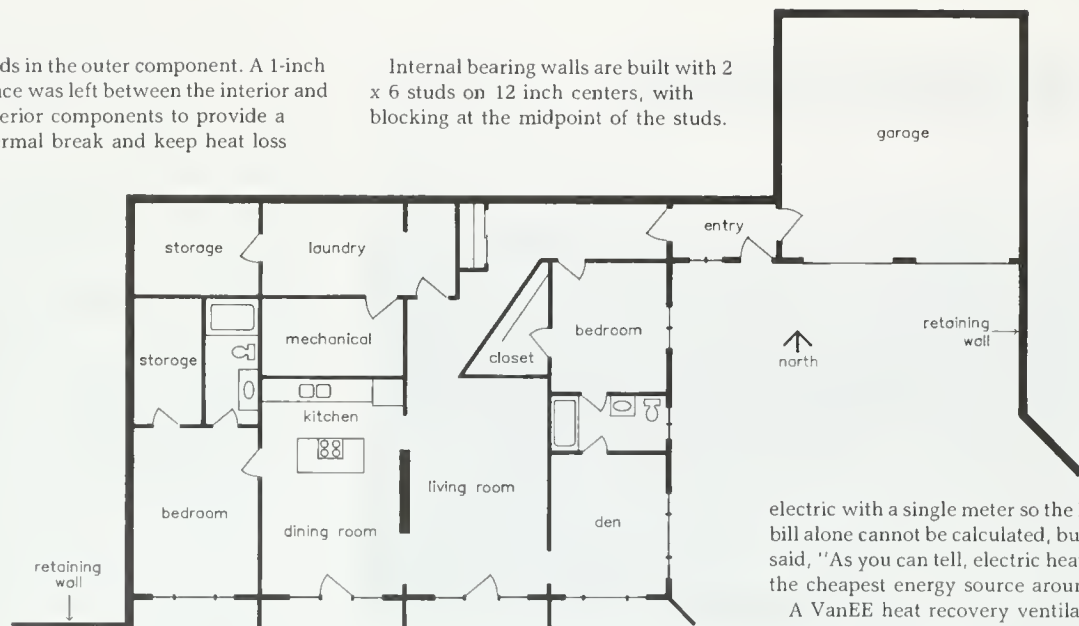 ds in the outer component. A 1-inch
ce was left between the interior and
erior components to provide a
rmal break and keep heat loss
Internal bearing walls are built with 2
x 6 studs on 12 inch centers, with
blocking at the midpoint of the studs.
garage
entry
storage
laundry
bedroom
retaining
wall
mechanical
storage
closet
north
kitchen
living room
bedroom
dining room
den
retaining
wall
electric with a single meter so the
bill alone cannot be calculated, bu
said, "As you can tell, electric hea
the cheapest energy source aroun
A VanEE heat recovery ventila